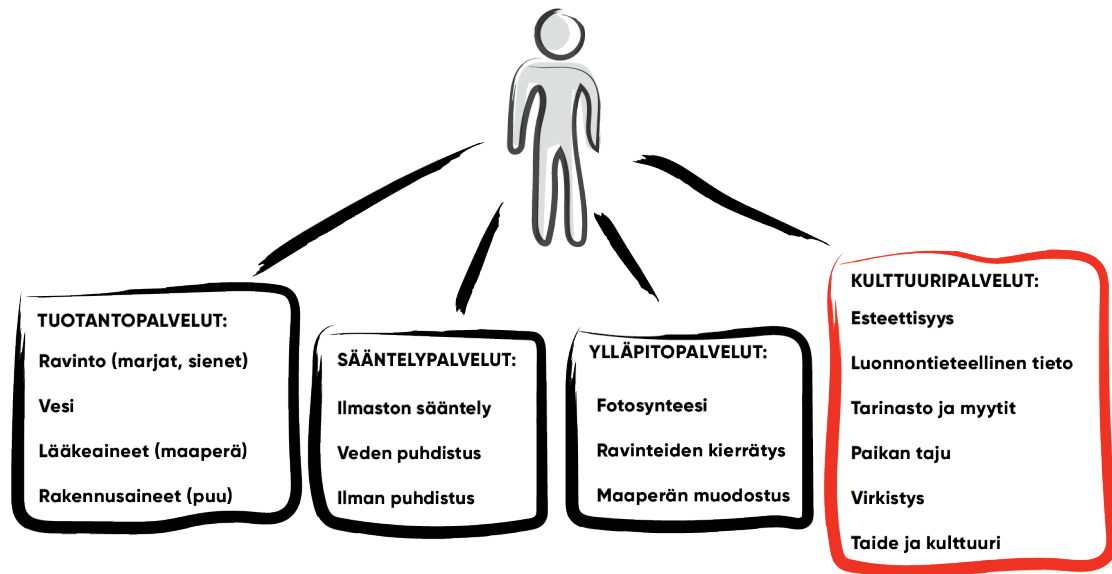 TUOTANTOPALVELUT:
Ravinto (marjat, sienet)
Vesi
Lääkeaineet (maaperä)
Rakennusaineet (puu)
SÄÄNTELYPALVELUT:
Ilmaston sääntely
Veden puhdistus
Ilman puhdistus
YLLÄPITOPALVELUT:
Fotosynteesi
Ravinteiden kierrätys
Maaperän muodostus
KULTTUURIPALVELUT:
Esteettisyys
Luonnontieteellinen tieto
Tarinasto ja myytit
Paikan taju
Virkistys
Taide ja kulttuuri